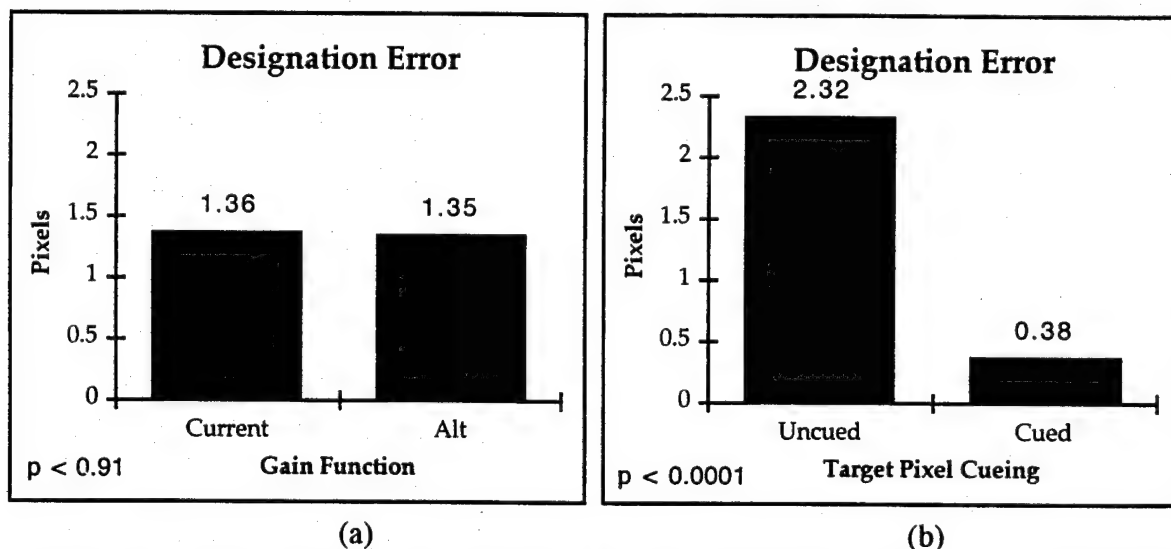 Designation Error
2.5
2
1.5
1
0.5
0
Pixels
1.36
1.35
Current
Alt
p < 0.91
Gain Function
(a)
Designation Error
2.5
2
1.5
1
0.5
0
Pixels
2.32
0.38
Uncued
Cued
p < 0.0001
Target Pixel Cueing
(b)